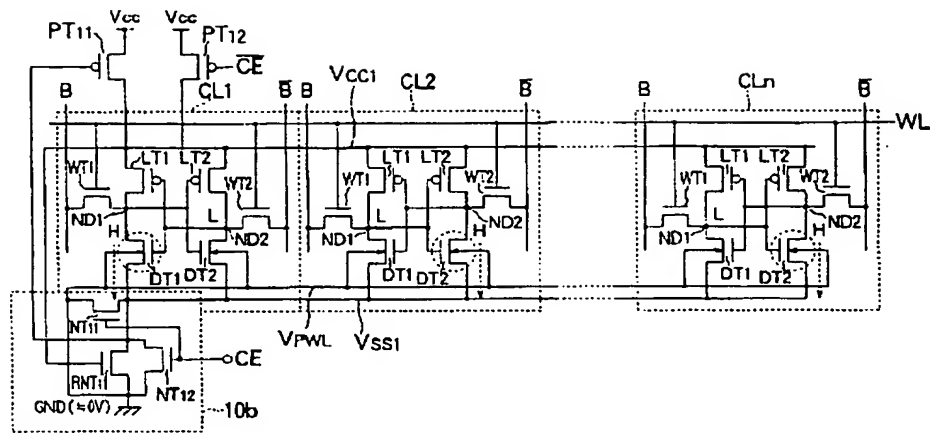 Vcc Vcc
PT11 PT12
C̅E̅
B CL1 B̅ VCC1 B CL2 B̅ B CLn B̅
WL
LT1 LT2 LT1 LT2 LT1 LT2
WT1 WT2 WT1 WT2 WT1 WT2
ND1 L ND2 ND1 L ND2 ND1 L ND2
H H H
DT1 DT2 DT1 DT2 DT1 DT2
NT11 VPWL VSS1
CE
RNT1 NT12
GND(≒0V) 10b